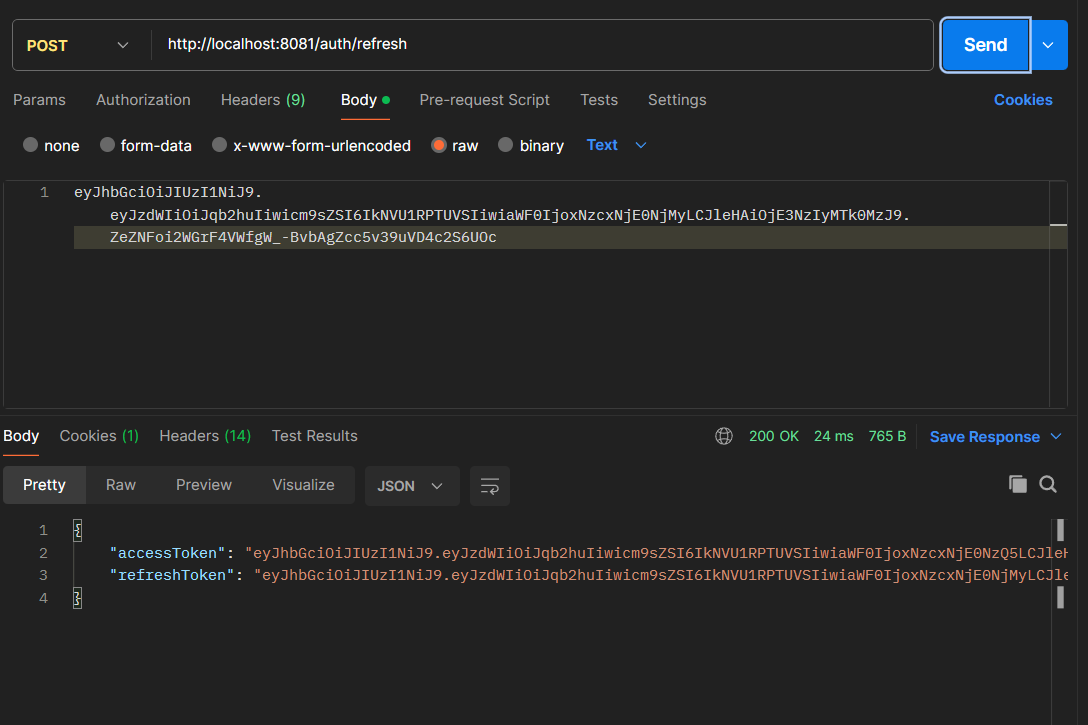 POST http://localhost:8081/auth/refresh Send
Params Authorization Headers (9) Body Pre-request Script Tests Settings Cookies
none form-data x-www-form-urlencoded raw binary Text
1 eyJhbGciOiJIUzI1NiJ9.
eyJzdWIiOiJqb2huIiwicm9sZSI6IkNVU1RPTUVSIiwiaWF0IjoxNzcxNjE0NjMyLCJleHAiOjE3NzIyMTk0MzJ9.
ZeZNFoi2WGrF4VWfgW_-BvbAgZcc5v39uVD4c2S6UOc
Body Cookies (1) Headers (14) Test Results 200 OK 24 ms 765 B Save Response
Pretty Raw Preview Visualize JSON
1 {
2 "accessToken": "eyJhbGciOiJIUzI1NiJ9.eyJzdWIiOiJqb2huIiwicm9sZSI6IkNVU1RPTUVSIiwiaWF0IjoxNzcxNjE0NzQ5LCJleH
3 "refreshToken": "eyJhbGciOiJIUzI1NiJ9.eyJzdWIiOiJqb2huIiwicm9sZSI6IkNVU1RPTUVSIiwiaWF0IjoxNzcxNjE0NjMyLCJle
4 }